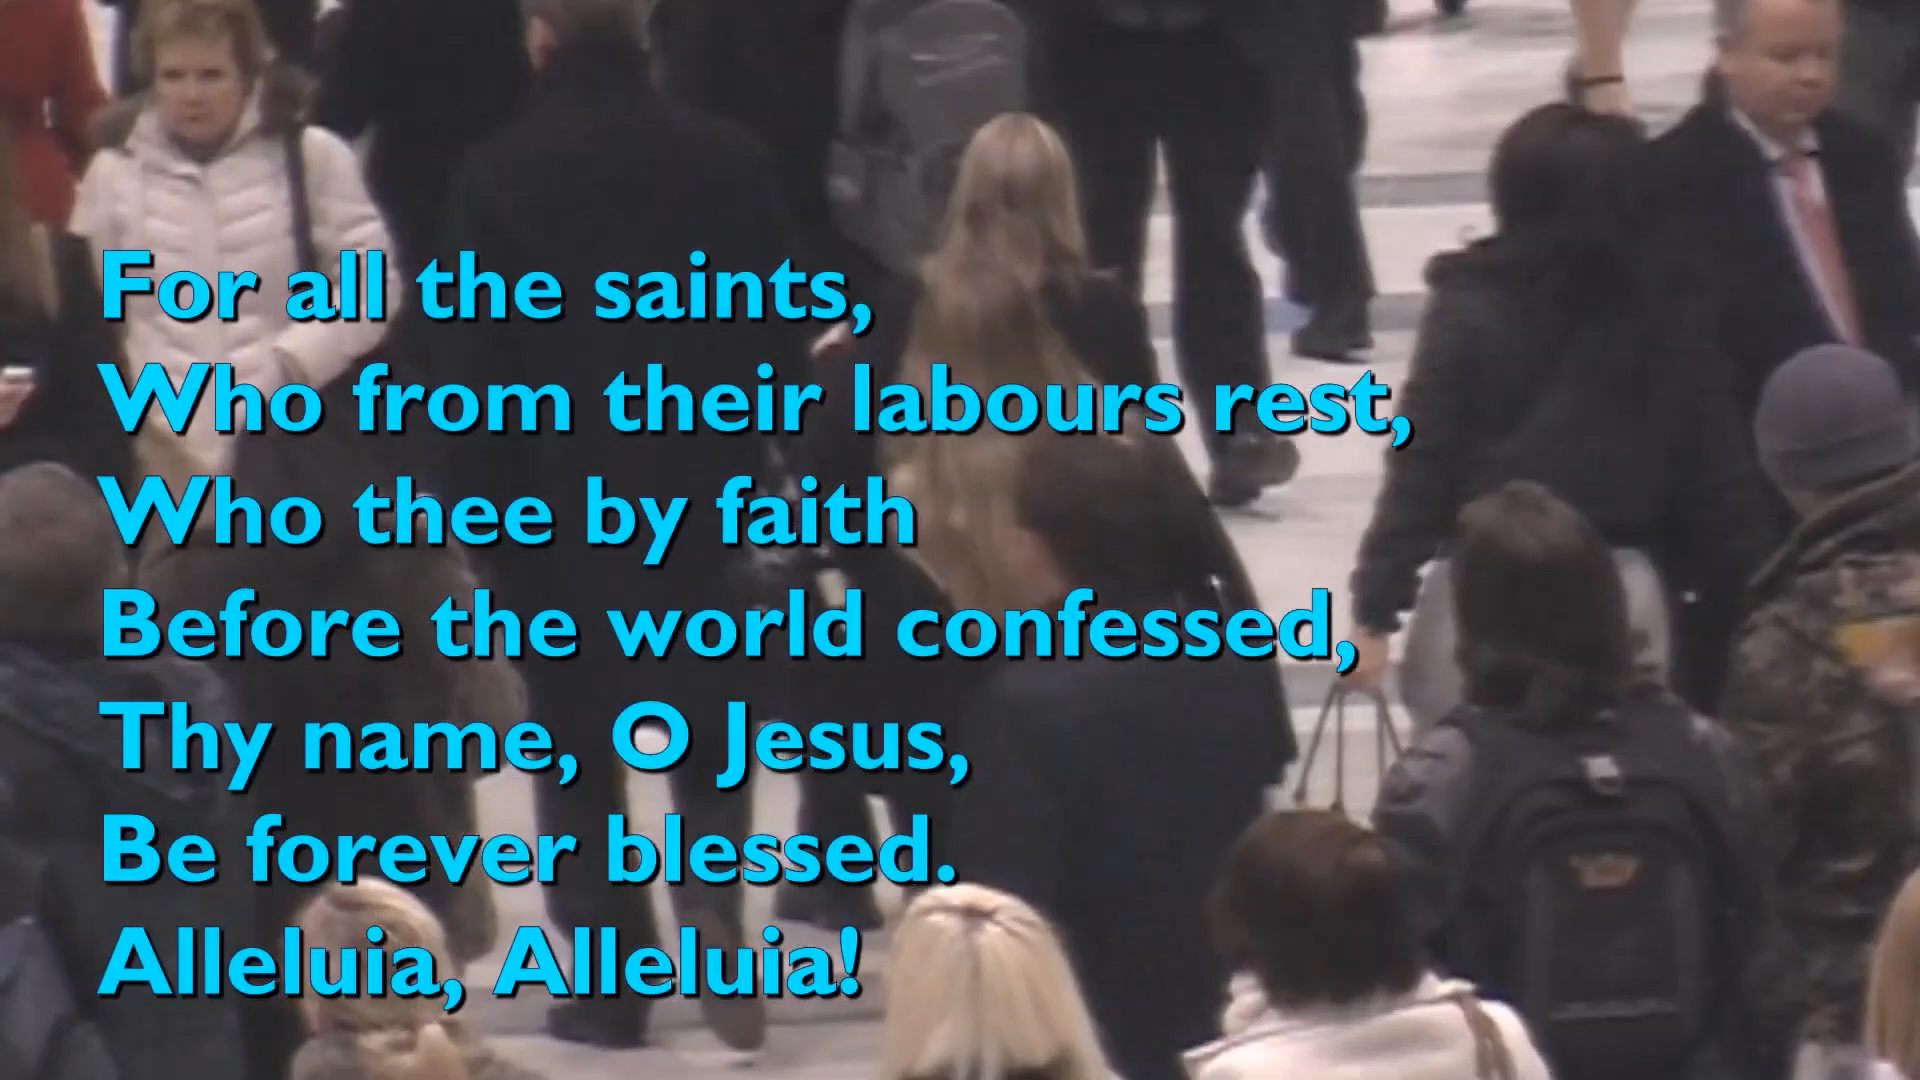 For all the saints,
Who from their labours rest,
Who thee by faith
Before the world confessed,
Thy name, O Jesus,
Be forever blessed.
Alleluia, Alleluia!